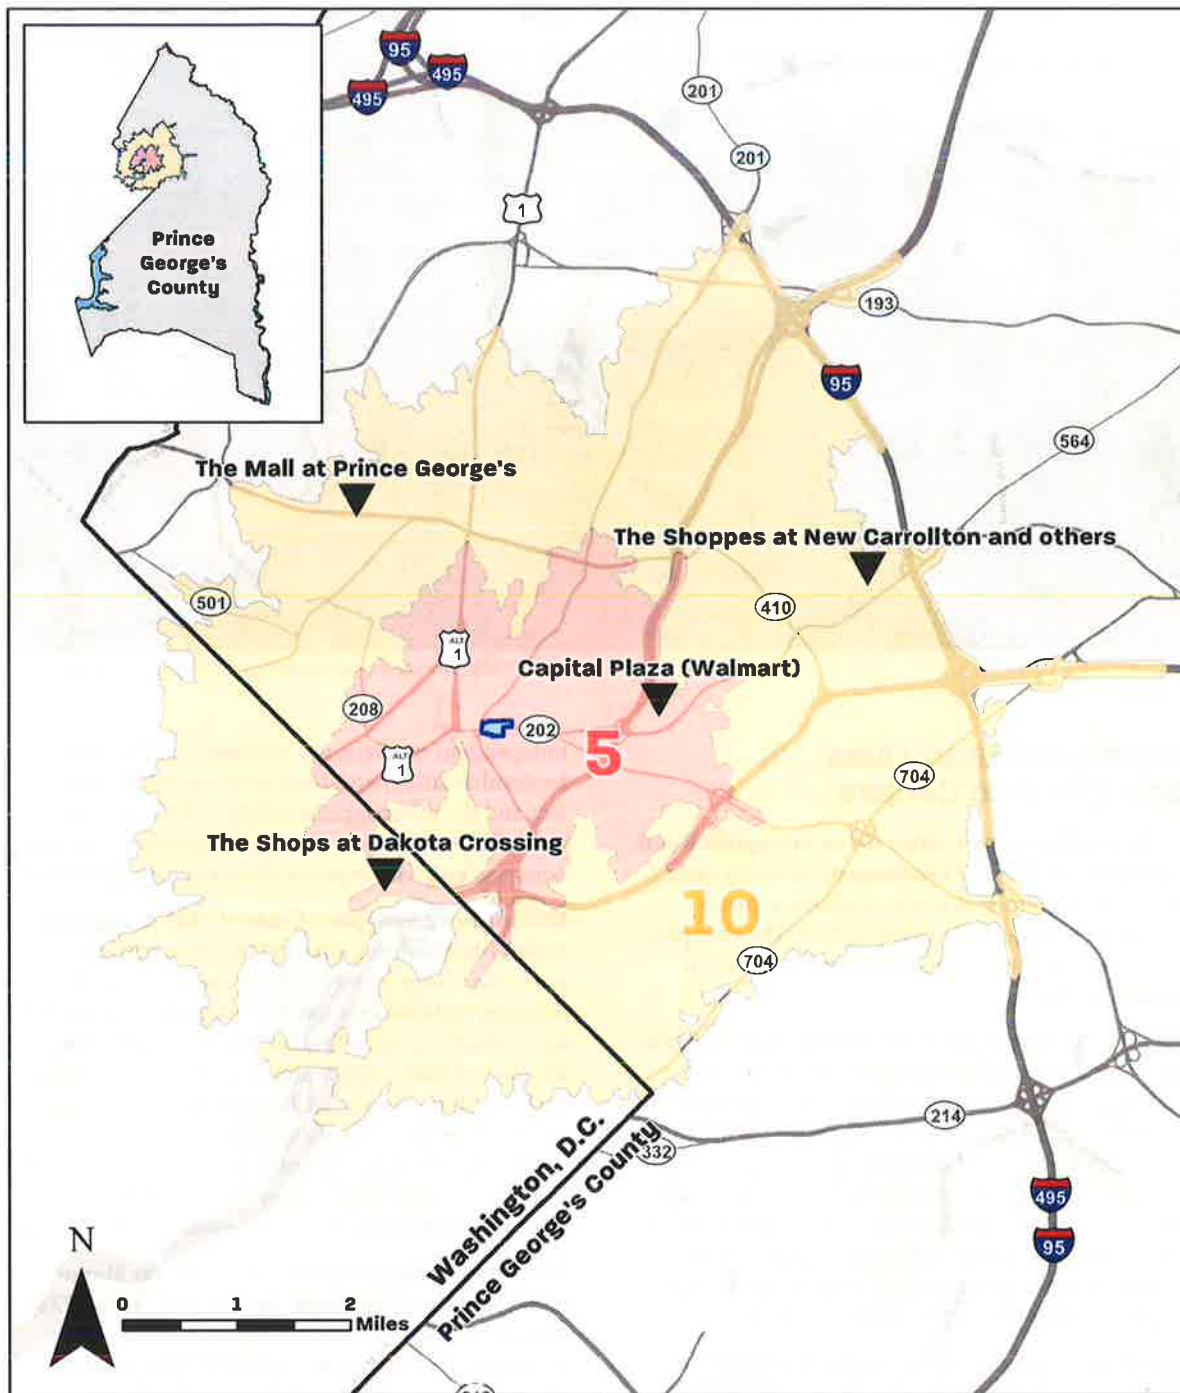 95
495
495
201
201
1
Prince
George's
County
193
95
564
The Mall at Prince George's
The Shoppes at New Carrollton and others
501
410
ALT
1
Capital Plaza (Walmart)
208
202
5
ALT
1
704
The Shops at Dakota Crossing
10
704
214
332
Washington, D.C.
Prince George's County
495
95
N
0 1 2
Miles